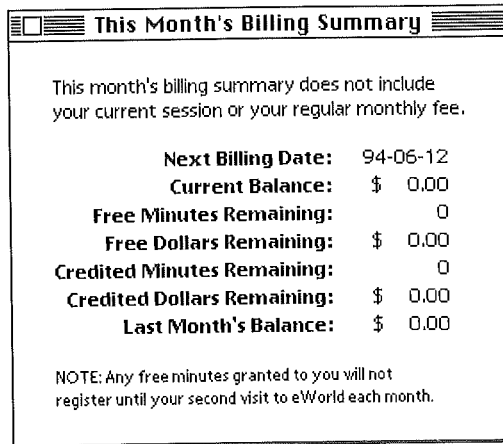 This Month's Billing Summary
This month's billing summary does not include
your current session or your regular monthly fee.
Next Billing Date: 94-06-12
Current Balance: $ 0.00
Free Minutes Remaining: 0
Free Dollars Remaining: $ 0.00
Credited Minutes Remaining: 0
Credited Dollars Remaining: $ 0.00
Last Month's Balance: $ 0.00
NOTE: Any free minutes granted to you will not
register until your second visit to eWorld each month.